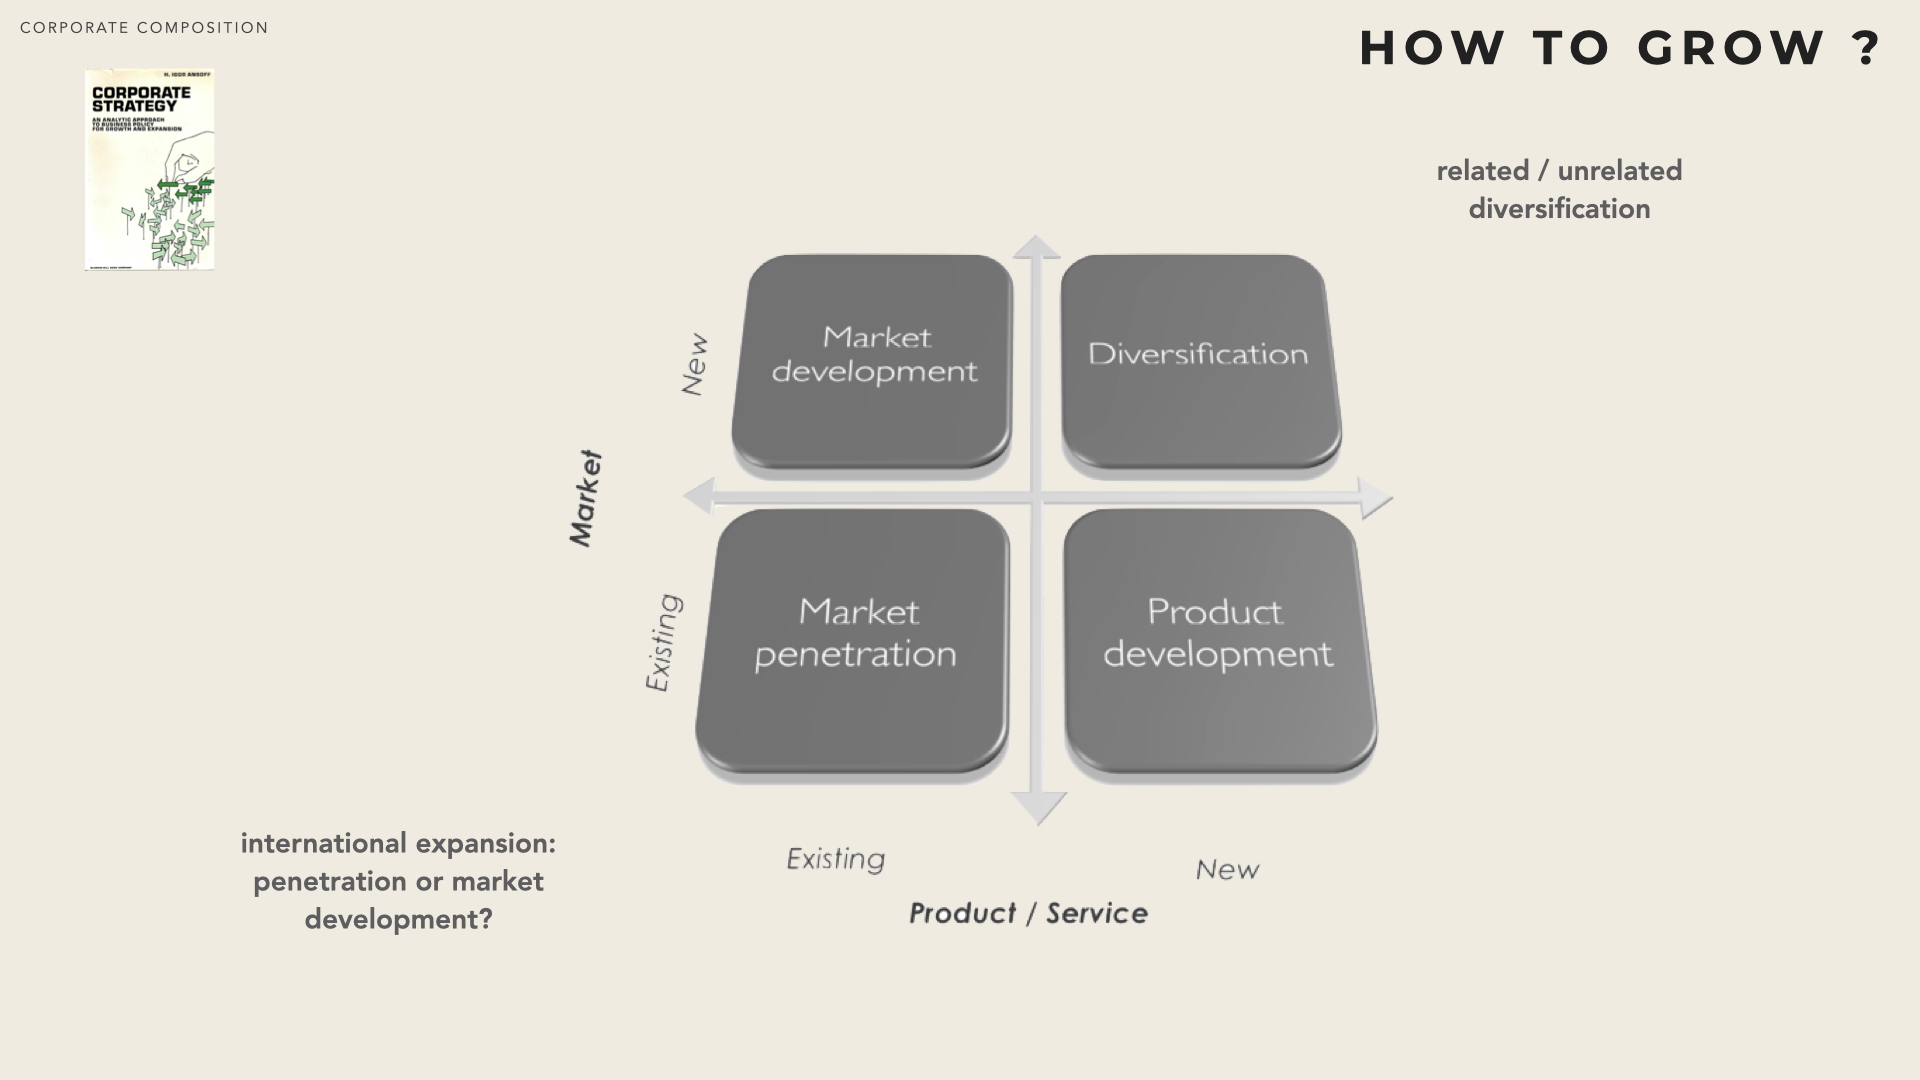 CORPORATE COMPOSITION
HOW TO GROW ?
H. IGOR ANSOFF
CORPORATE
STRATEGY
AN ANALYTIC APPROACH
TO BUSINESS POLICY
FOR GROWTH AND EXPANSION
related / unrelated
diversification
New
Market
development
Diversification
Market
Existing
Market
penetration
Product
development
international expansion:
penetration or market
development?
Existing
New
Product / Service